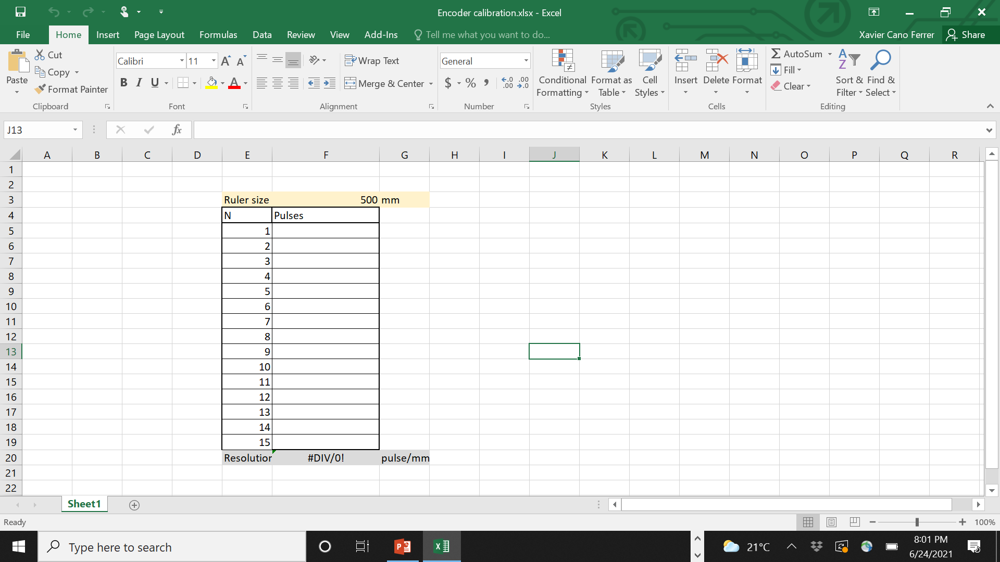 Encoder calibration.xlsx - Excel
File Home Insert Page Layout Formulas Data Review View Add-Ins Tell me what you want to do... Xavier Cano Ferrer Share
Paste
Cut
Copy
Format Painter
Clipboard
Calibri 11 A A
B I U A
Font
Wrap Text
Merge & Center
Alignment
General
$ % , ←.0 .00 .00 →.0
Number
Conditional Formatting
Format as Table
Cell Styles
Styles
Insert Delete Format
Cells
AutoSum
Fill
Clear
A Z
Sort & Filter
Find & Select
Editing
J13 fx
A B C D E F G H I J K L M N O P Q R
1
2
3 Ruler size 500 mm
4 N Pulses
5 1
6 2
7 3
8 4
9 5
10 6
11 7
12 8
13 9
14 10
15 11
16 12
17 13
18 14
19 15
20 Resolution #DIV/0! pulse/mm
21
22
Sheet1
Ready 100%
Type here to search 21°C 8:01 PM
6/24/2021